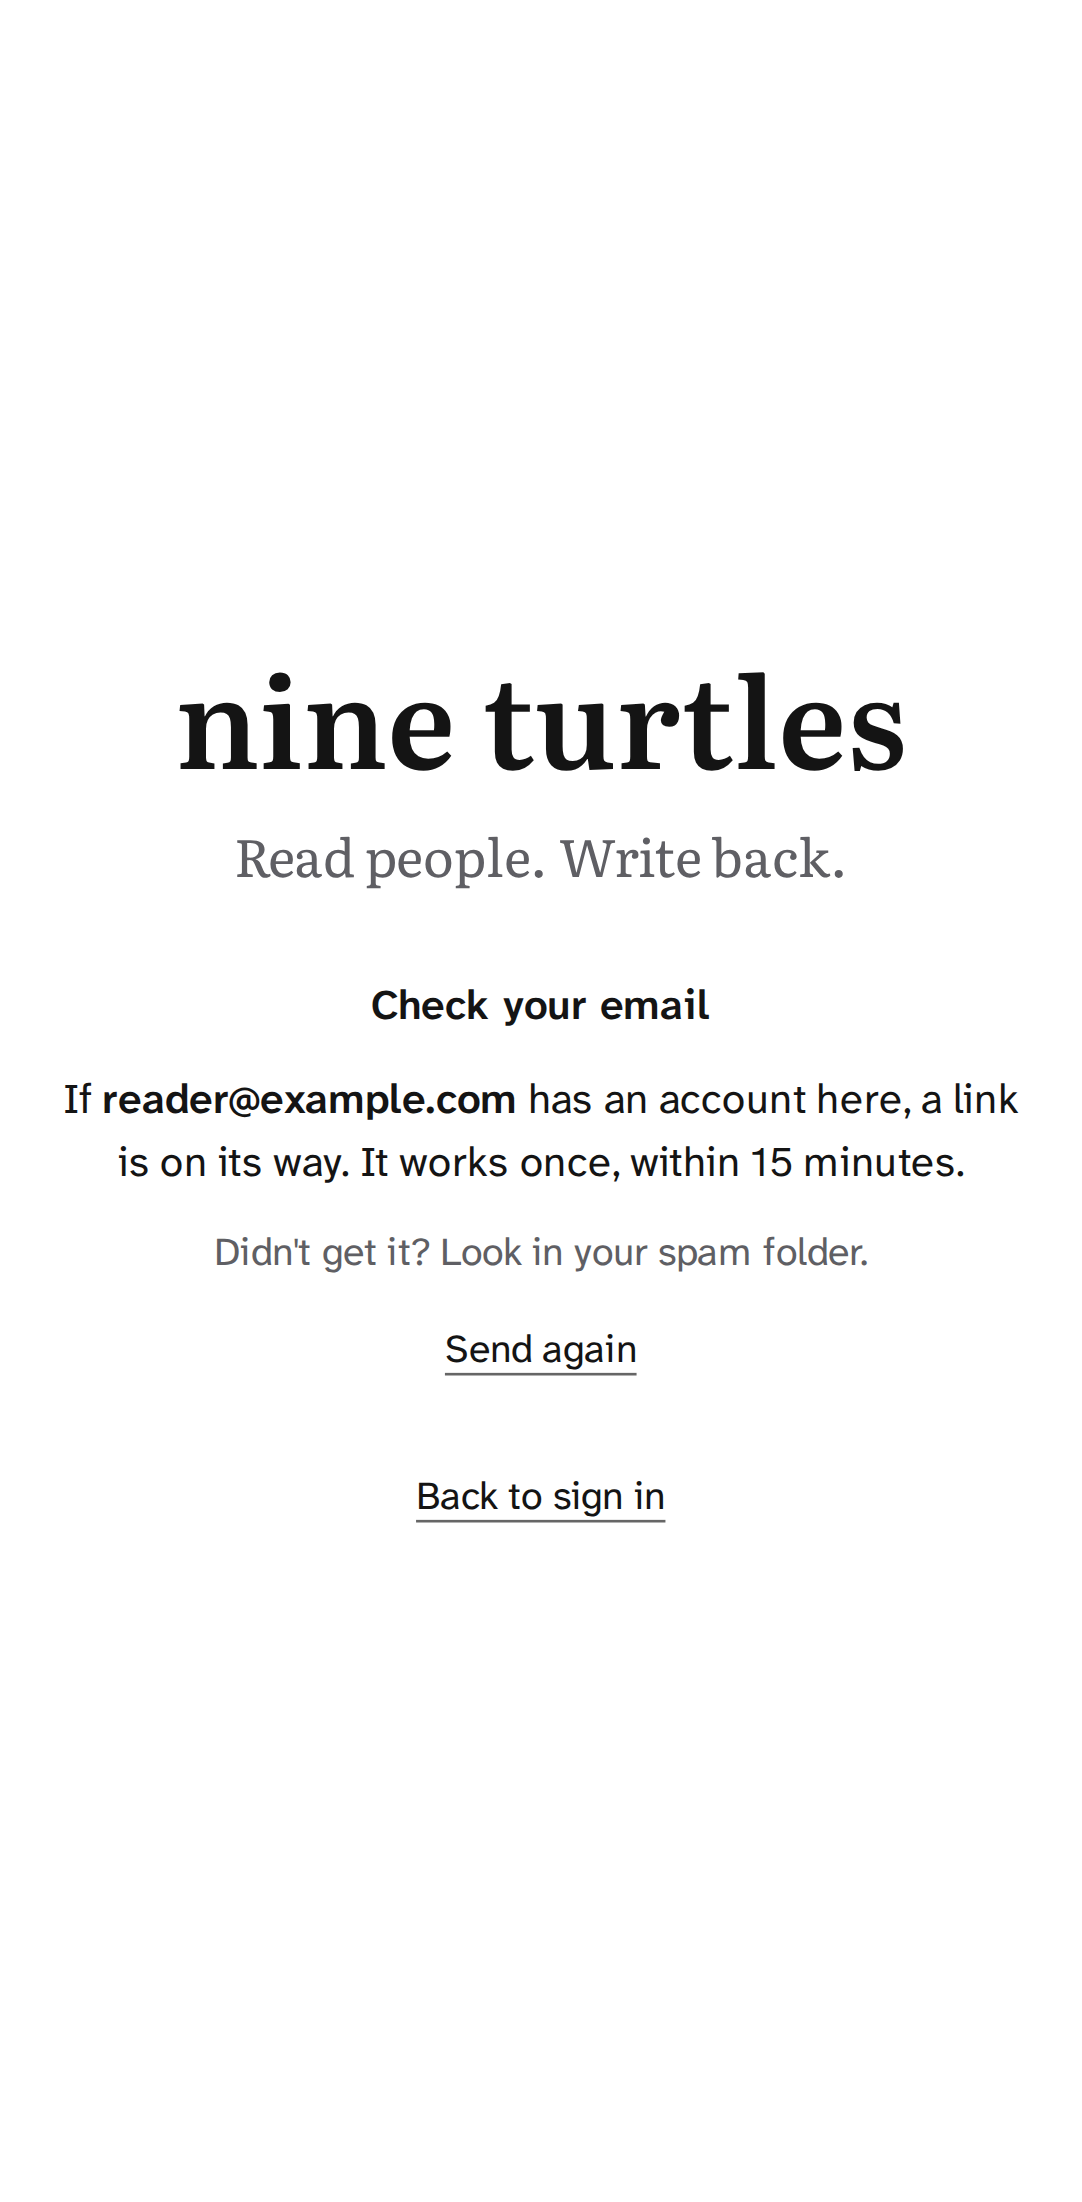 nine turtles
Read people. Write back.
Check your email
If reader@example.com has an account here, a link
is on its way. It works once, within 15 minutes.
Didn't get it? Look in your spam folder.
Send again
Back to sign in